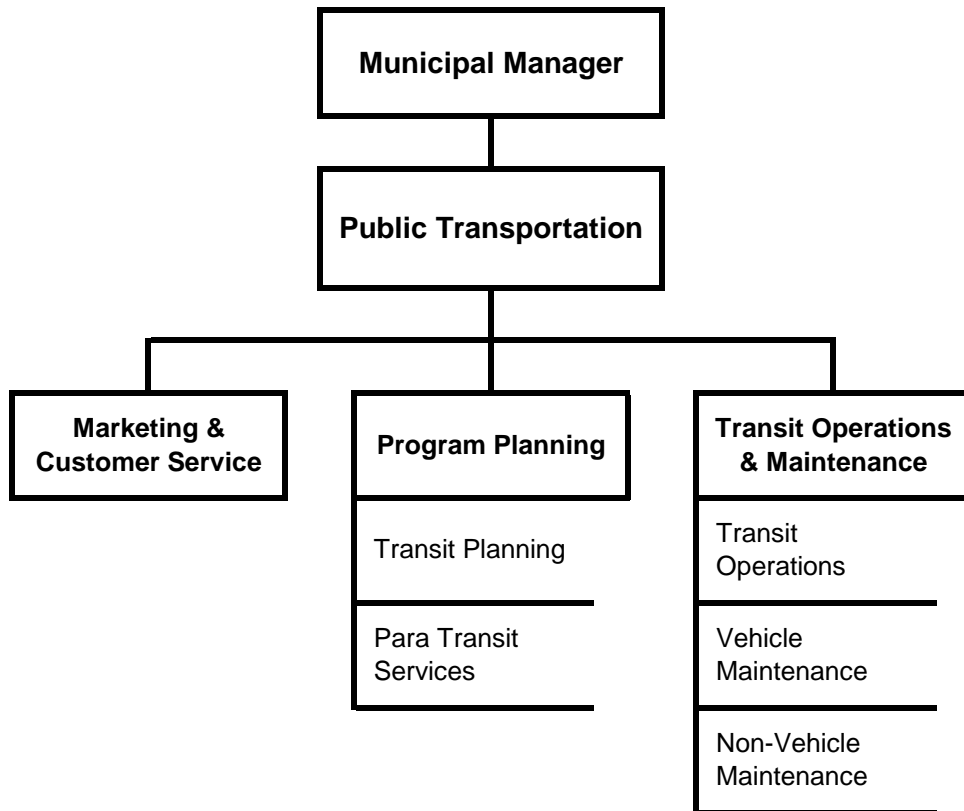 Municipal Manager
Public Transportation
Marketing &
Customer Service
Program Planning
Transit Planning
Para Transit
Services
Transit Operations
& Maintenance
Transit
Operations
Vehicle
Maintenance
Non-Vehicle
Maintenance